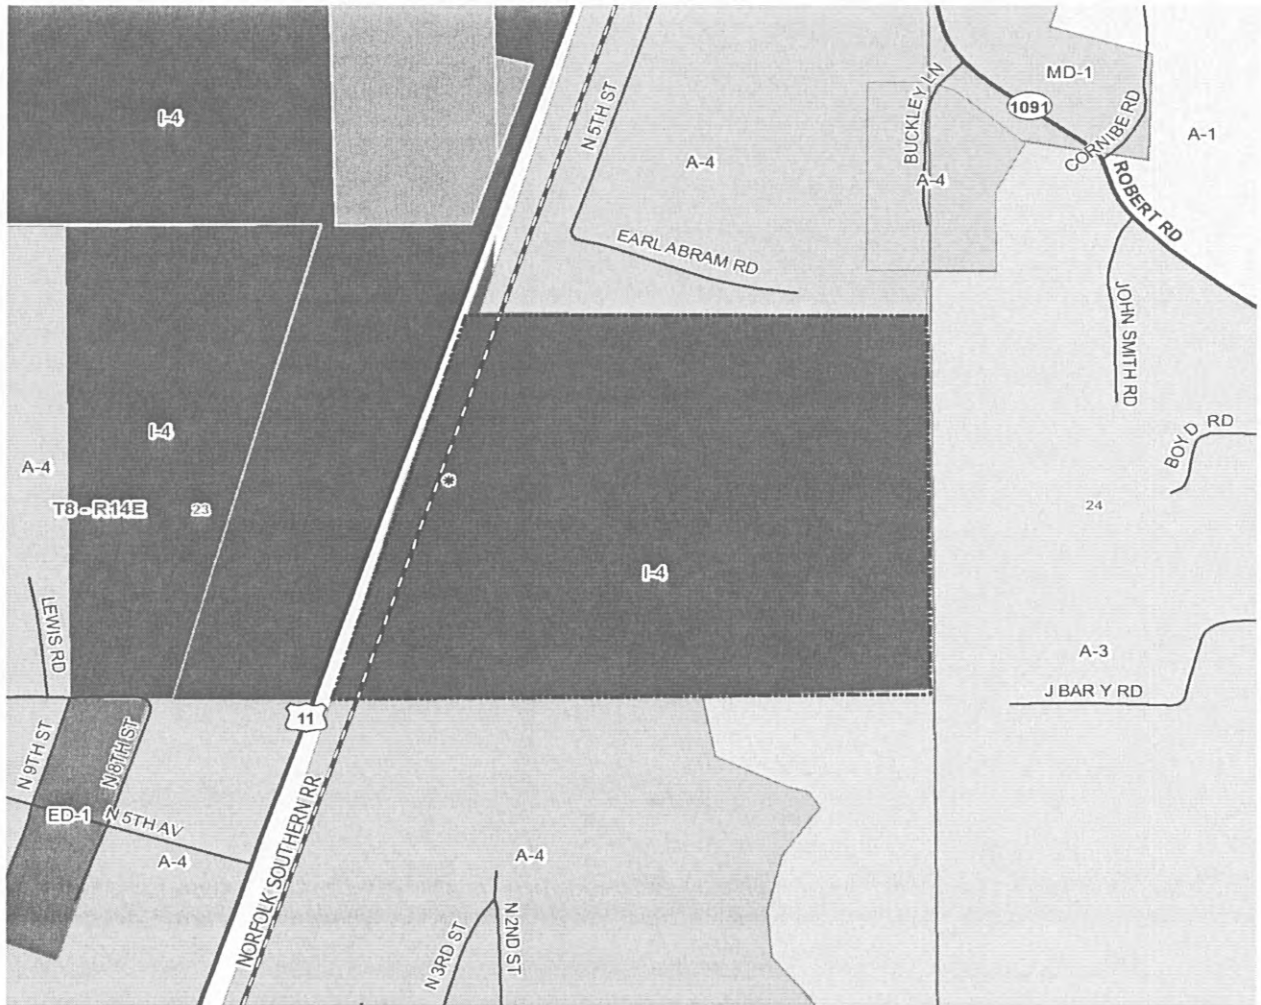 I-4
N 5TH ST
A-4
BUCKLEY LN
A-4
MD-1
1091
CORNIBE RD
A-1
ROBERT RD
EARL ABRAM RD
JOHN SMITH RD
BOYD RD
I-4
A-4
T8 - R14E
23
24
I-4
LEWIS RD
A-3
J BAR Y RD
11
N 9TH ST
N 8TH ST
ED-1
N 5TH AV
A-4
NORFOLK SOUTHERN RR
A-4
N 3RD ST
N 2ND ST